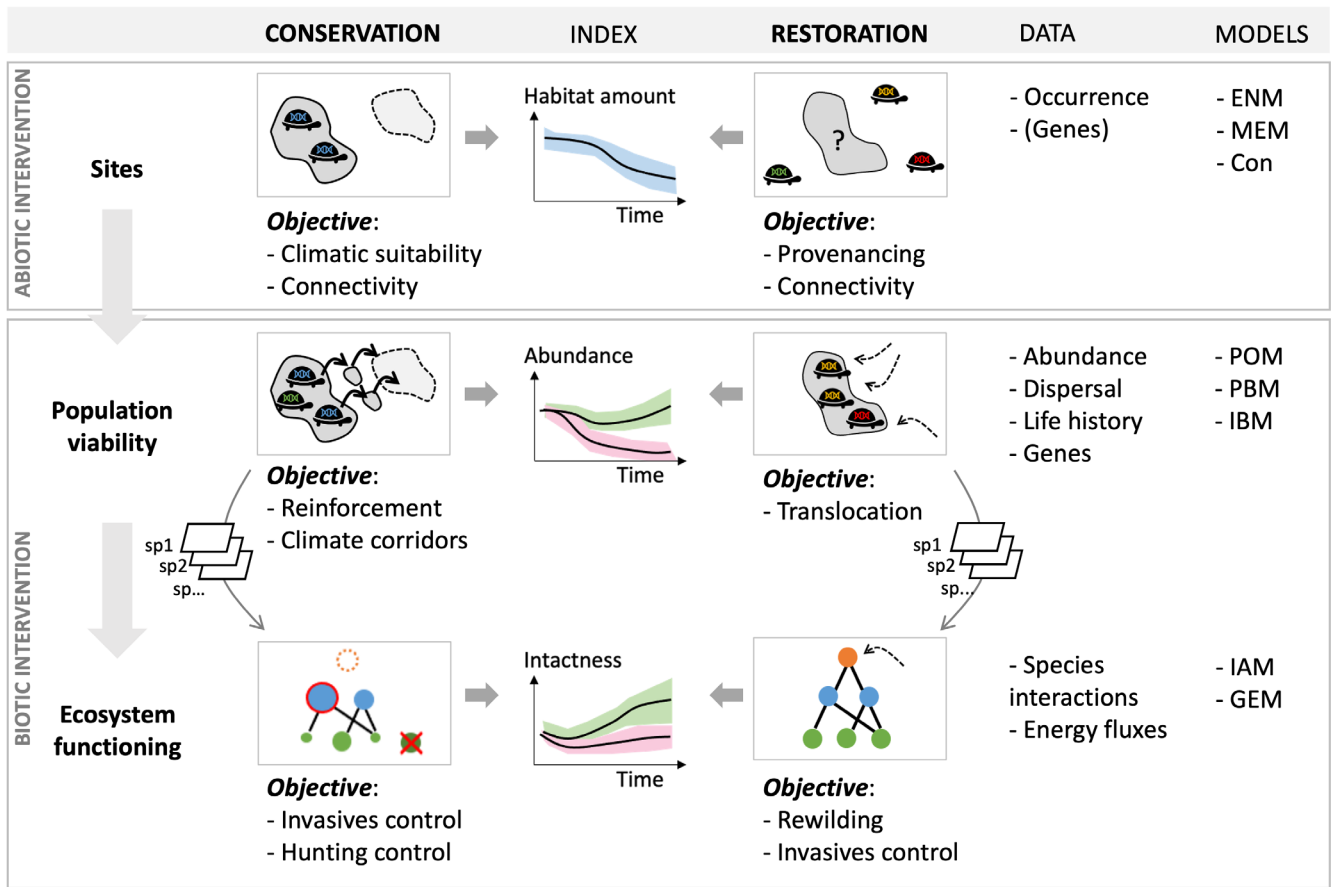 CONSERVATION INDEX RESTORATION DATA MODELS
ABIOTIC INTERVENTION
Sites
Objective:
- Climatic suitability
- Connectivity
Habitat amount
Time
?
Objective:
- Provenancing
- Connectivity
- Occurrence
- (Genes)
- ENM
- MEM
- Con
BIOTIC INTERVENTION
Population
viability
Objective:
- Reinforcement
- Climate corridors
Abundance
Time
Objective:
- Translocation
- Abundance
- Dispersal
- Life history
- Genes
- POM
- PBM
- IBM
sp1
sp2
sp...
sp1
sp2
sp...
Ecosystem
functioning
Objective:
- Invasives control
- Hunting control
Intactness
Time
Objective:
- Rewilding
- Invasives control
- Species
interactions
- Energy fluxes
- IAM
- GEM